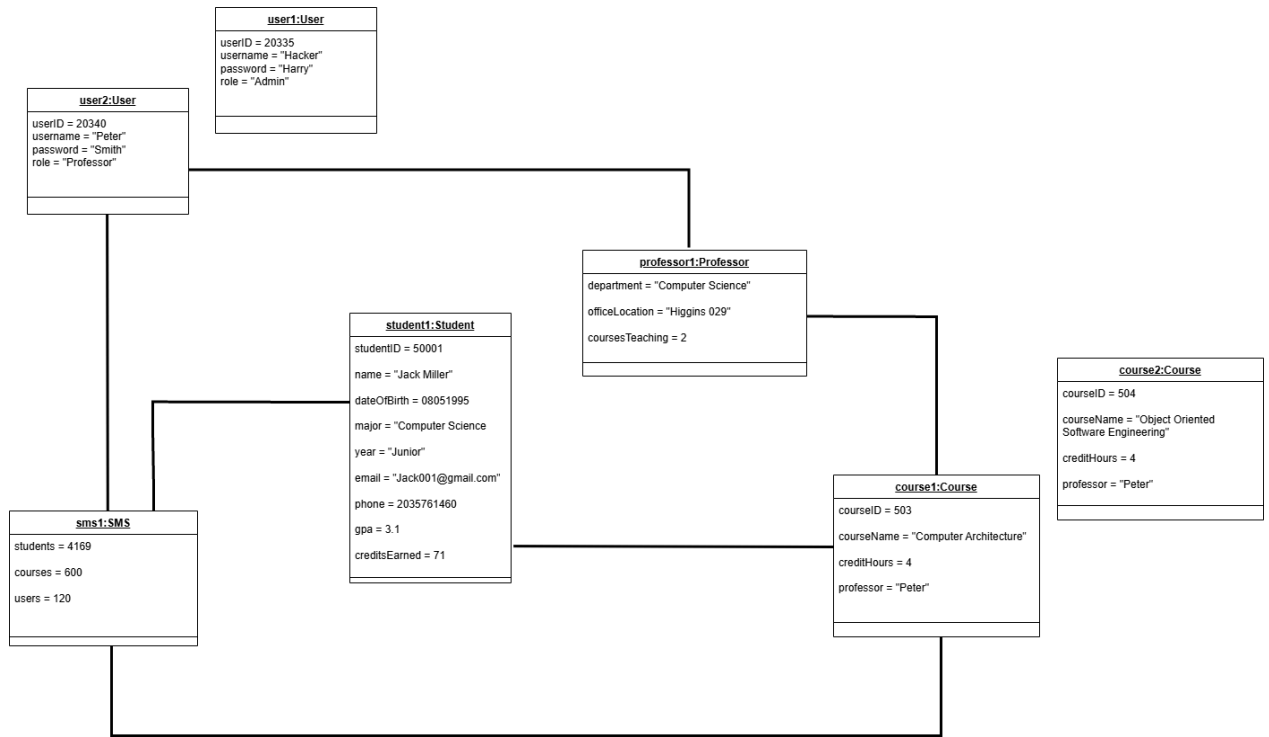 user1:User
userID = 20335
username = "Hacker"
password = "Harry"
role = "Admin"
user2:User
userID = 20340
username = "Peter"
password = "Smith"
role = "Professor"
professor1:Professor
department = "Computer Science"
officeLocation = "Higgins 029"
coursesTeaching = 2
student1:Student
studentID = 50001
name = "Jack Miller"
dateOfBirth = 08051995
major = "Computer Science
year = "Junior"
email = "Jack001@gmail.com"
phone = 2035761460
gpa = 3.1
creditsEarned = 71
course2:Course
courseID = 504
courseName = "Object Oriented
Software Engineering"
creditHours = 4
professor = "Peter"
course1:Course
courseID = 503
courseName = "Computer Architecture"
creditHours = 4
professor = "Peter"
sms1:SMS
students = 4169
courses = 600
users = 120